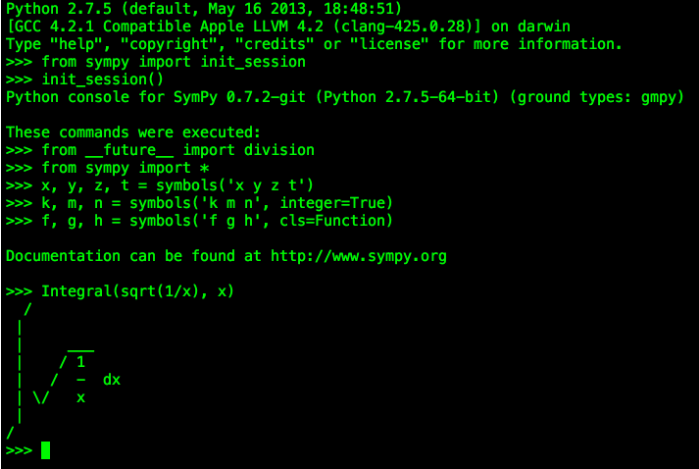 Python 2.7.5 (default, May 16 2013, 18:48:51)
[GCC 4.2.1 Compatible Apple LLVM 4.2 (clang-425.0.28)] on darwin
Type "help", "copyright", "credits" or "license" for more information.
>>> from sympy import init_session
>>> init_session()
Python console for SymPy 0.7.2-git (Python 2.7.5-64-bit) (ground types: gmpy)

These commands were executed:
>>> from __future__ import division
>>> from sympy import *
>>> x, y, z, t = symbols('x y z t')
>>> k, m, n = symbols('k m n', integer=True)
>>> f, g, h = symbols('f g h', cls=Function)

Documentation can be found at http://www.sympy.org

>>> Integral(sqrt(1/x), x)
  /
 |
 |     ___
 |    / 1
 |   /  -  dx
 | \/   x
 |
/
>>>